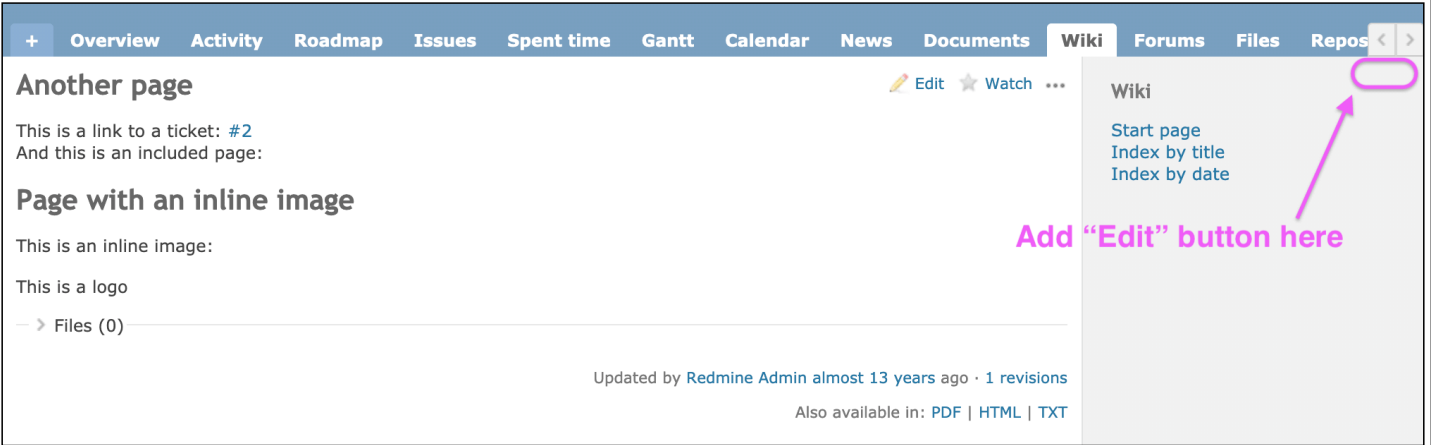 + Overview Activity Roadmap Issues Spent time Gantt Calendar News Documents Wiki Forums Files Repos
Another page
Edit Watch •••
This is a link to a ticket: #2
And this is an included page:
Page with an inline image
This is an inline image:
This is a logo
Files (0)
Updated by Redmine Admin almost 13 years ago · 1 revisions
Also available in: PDF | HTML | TXT
Wiki
Start page
Index by title
Index by date
Add “Edit” button here